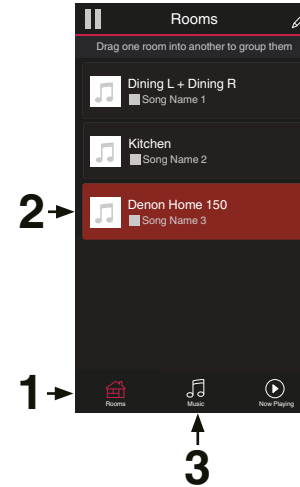 Rooms
Drag one room into another to group them
Dining L + Dining R
Song Name 1
Kitchen
Song Name 2
2
Denon Home 150
Song Name 3
1
Rooms
Music
Now Playing
3